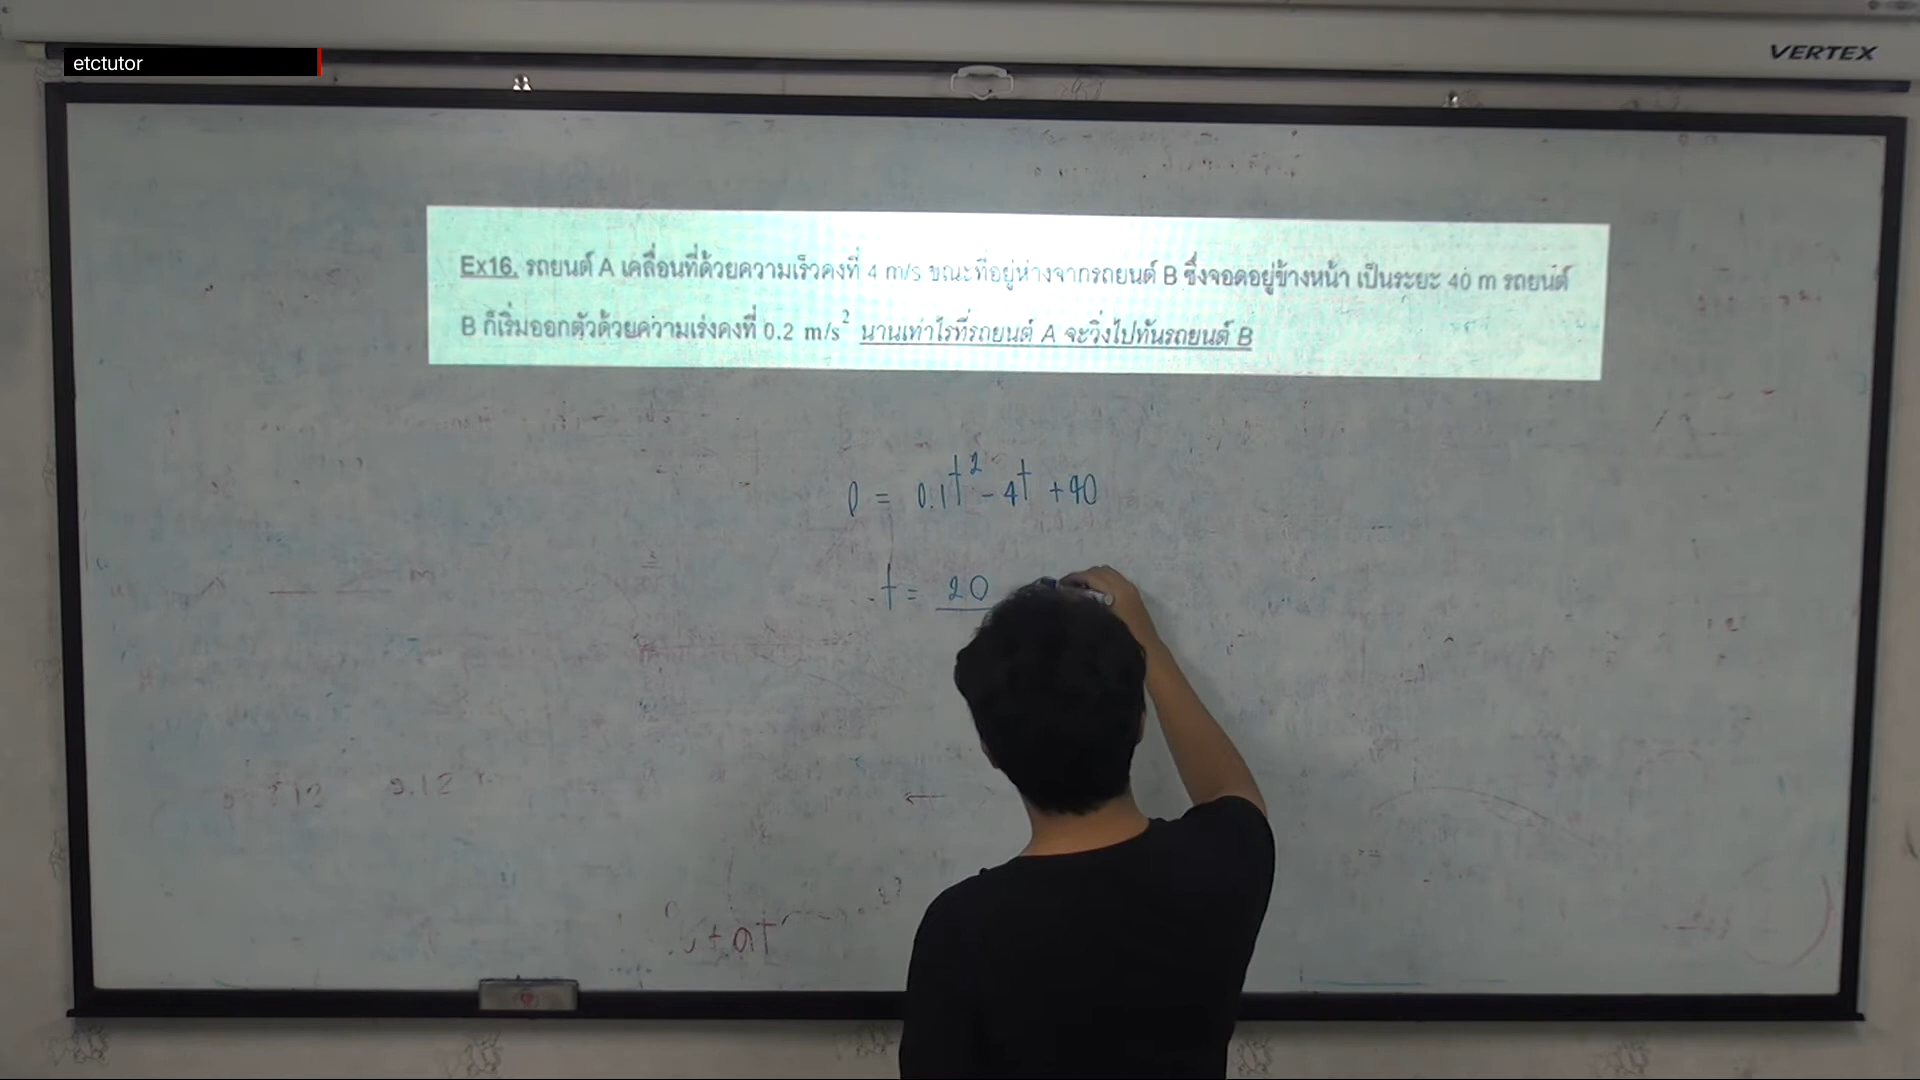 etctutor
VERTEX
Ex16. รถยนต์ A เคลื่อนที่ด้วยความเร็วคงที่ 4 m/s ขณะที่อยู่ห่างจากรถยนต์ B ซึ่งจอดอยู่ข้างหน้า เป็นระยะ 40 m รถยนต์
B ก็เริ่มออกตัวด้วยความเร่งคงที่ 0.2 m/s² นานเท่าไรที่รถยนต์ A จะวิ่งไปทันรถยนต์ B
0 = 0.1t² - 4t + 40
t = 20